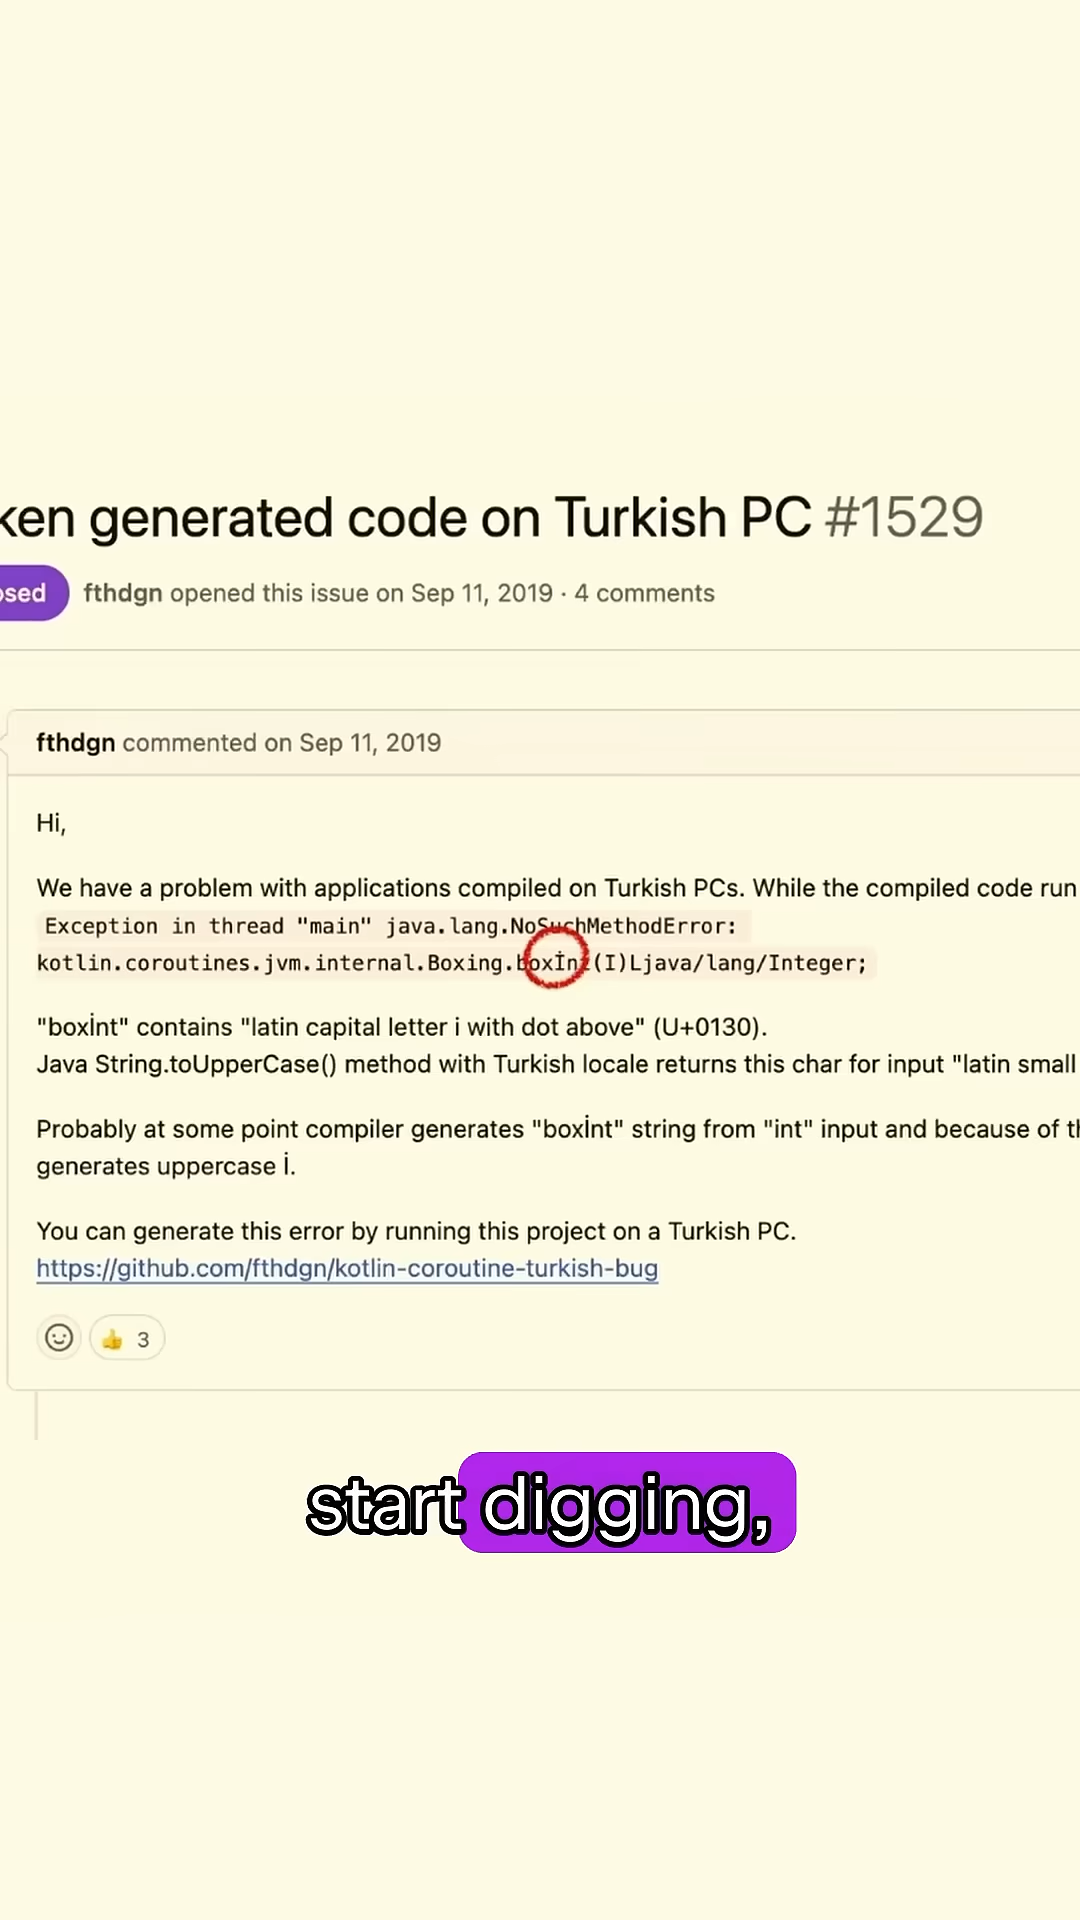 ken generated code on Turkish PC #1529
osed fthdgn opened this issue on Sep 11, 2019 · 4 comments
fthdgn commented on Sep 11, 2019
Hi,
We have a problem with applications compiled on Turkish PCs. While the compiled code run
Exception in thread "main" java.lang.NoSuchMethodError:
kotlin.coroutines.jvm.internal.Boxing.boxİnt(I)Ljava/lang/Integer;
"boxİnt" contains "latin capital letter i with dot above" (U+0130).
Java String.toUpperCase() method with Turkish locale returns this char for input "latin small
Probably at some point compiler generates "boxİnt" string from "int" input and because of th
generates uppercase İ.
You can generate this error by running this project on a Turkish PC.
https://github.com/fthdgn/kotlin-coroutine-turkish-bug
👍 3
start digging,